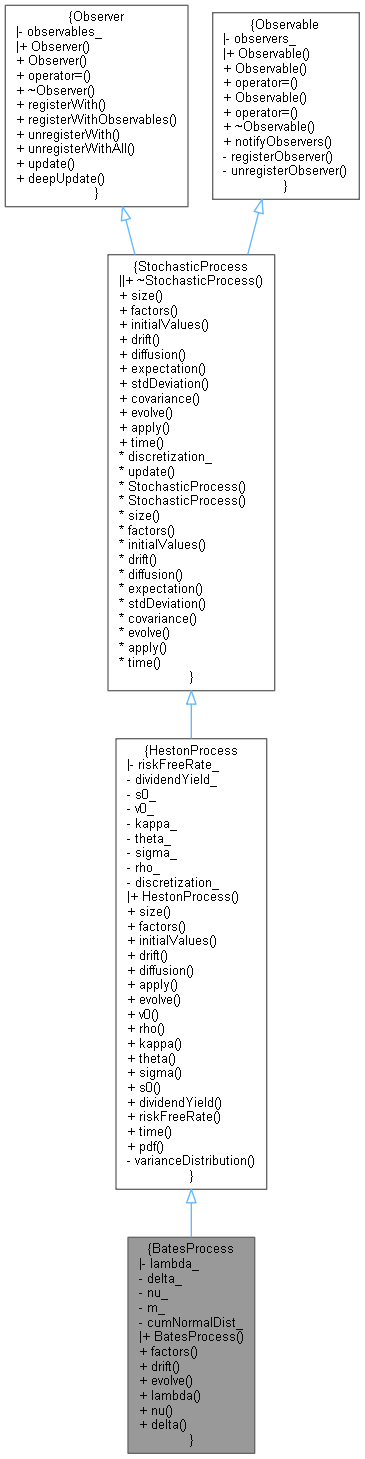 {Observer
|- observables_
|+ Observer()
+ Observer()
+ operator=()
+ ~Observer()
+ registerWith()
+ registerWithObservables()
+ unregisterWith()
+ unregisterWithAll()
+ update()
+ deepUpdate()
}
{Observable
|- observers_
|+ Observable()
+ Observable()
+ operator=()
+ Observable()
+ operator=()
+ ~Observable()
+ notifyObservers()
- registerObserver()
- unregisterObserver()
}
{StochasticProcess
||+ ~StochasticProcess()
+ size()
+ factors()
+ initialValues()
+ drift()
+ diffusion()
+ expectation()
+ stdDeviation()
+ covariance()
+ evolve()
+ apply()
+ time()
* discretization_
* update()
* StochasticProcess()
* StochasticProcess()
* size()
* factors()
* initialValues()
* drift()
* diffusion()
* expectation()
* stdDeviation()
* covariance()
* evolve()
* apply()
* time()
}
{HestonProcess
|- riskFreeRate_
- dividendYield_
- s0_
- v0_
- kappa_
- theta_
- sigma_
- rho_
- discretization_
|+ HestonProcess()
+ size()
+ factors()
+ initialValues()
+ drift()
+ diffusion()
+ apply()
+ evolve()
+ v0()
+ rho()
+ kappa()
+ theta()
+ sigma()
+ s0()
+ dividendYield()
+ riskFreeRate()
+ time()
+ pdf()
- varianceDistribution()
}
{BatesProcess
|- lambda_
- delta_
- nu_
- m_
- cumNormalDist_
|+ BatesProcess()
+ factors()
+ drift()
+ evolve()
+ lambda()
+ nu()
+ delta()
}